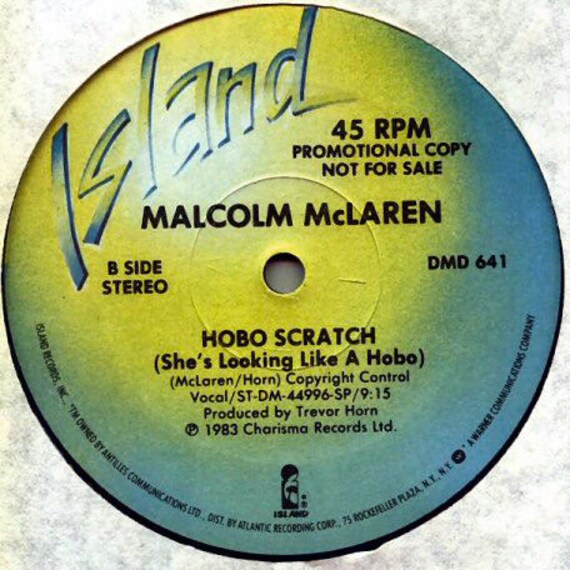 Island
45 RPM
PROMOTIONAL COPY
NOT FOR SALE
MALCOLM McLAREN
B SIDE
STEREO
DMD 641
HOBO SCRATCH
(She's Looking Like A Hobo)
(McLaren/Horn) Copyright Control
Vocal/ST-DM-44996-SP/9:15
Produced by Trevor Horn
℗ 1983 Charisma Records Ltd.
ISLAND
ISLAND RECORDS, INC., *TM OWNED BY ANTILLES COMMUNICATIONS LTD., DIST. BY ATLANTIC RECORDING CORP., 75 ROCKEFELLER PLAZA, N.Y., N.Y. A WARNER COMMUNICATIONS COMPANY